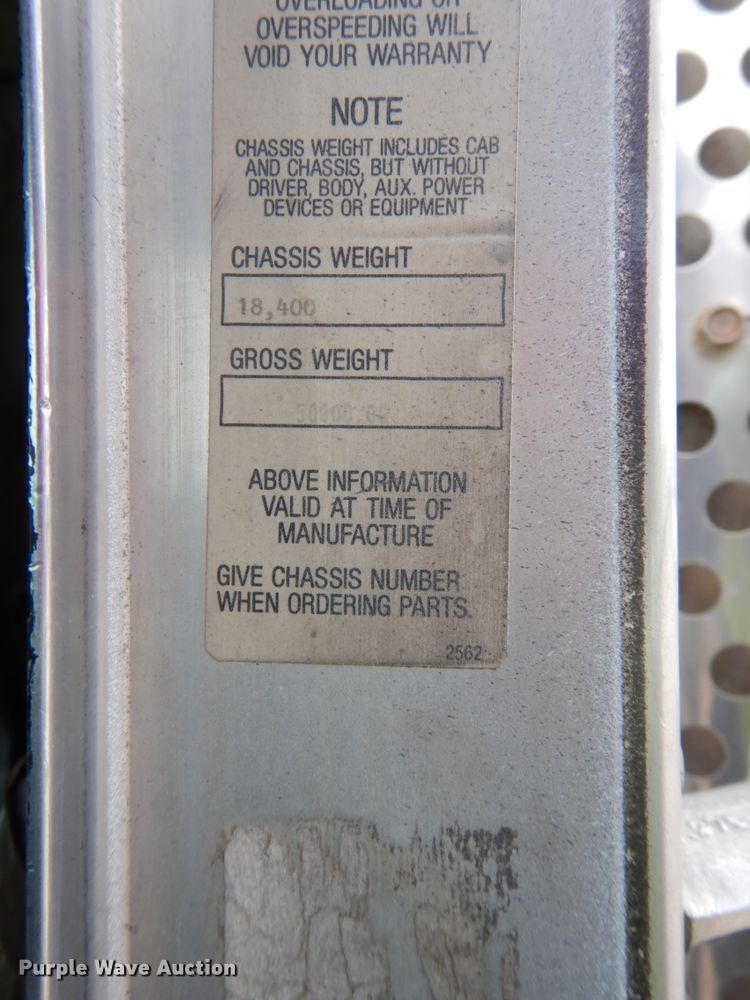 OVERLOADING OR
OVERSPEEDING WILL
VOID YOUR WARRANTY
NOTE
CHASSIS WEIGHT INCLUDES CAB
AND CHASSIS, BUT WITHOUT
DRIVER, BODY, AUX. POWER
DEVICES OR EQUIPMENT
CHASSIS WEIGHT
18,400
GROSS WEIGHT
ABOVE INFORMATION
VALID AT TIME OF
MANUFACTURE
GIVE CHASSIS NUMBER
WHEN ORDERING PARTS.
2562
Purple Wave Auction